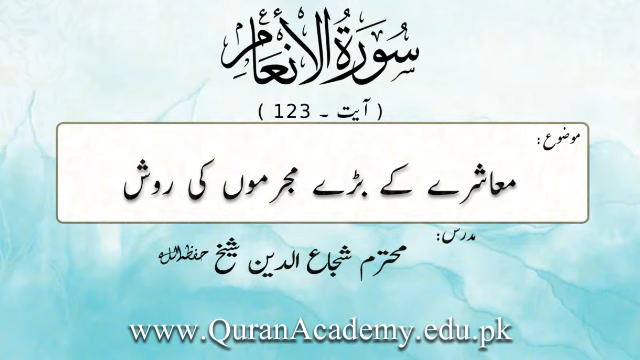 سُورَةُ الأَنعَام
( آیت ۔ 123 )
موضوع:
معاشرے کے بڑے مجرموں کی روش
مدرس:
محترم شجاع الدین شیخ حفظہ اللہ
www.QuranAcademy.edu.pk